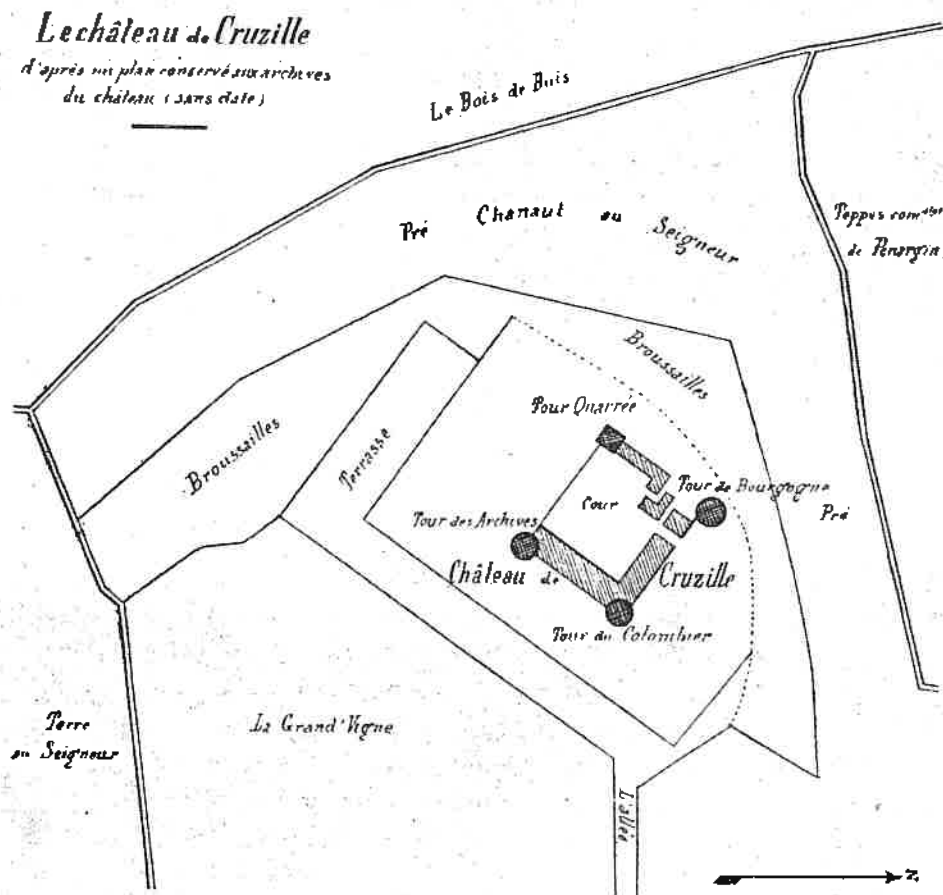 Le château de Cruzille
d'après un plan conservé aux archives
du château (sans date)
Le Bois de Buis
Pré Chanaut au Seigneur
Teppes
de Penargin
Broussailles
Tour Quarrée
Broussailles
Terrasse
Tour de Bourgogne
Cour
Pré
Tour des Archives
Château de Cruzille
Tour du Colombier
La Grand'Vigne
Terre
au Seigneur
L'allée
N.